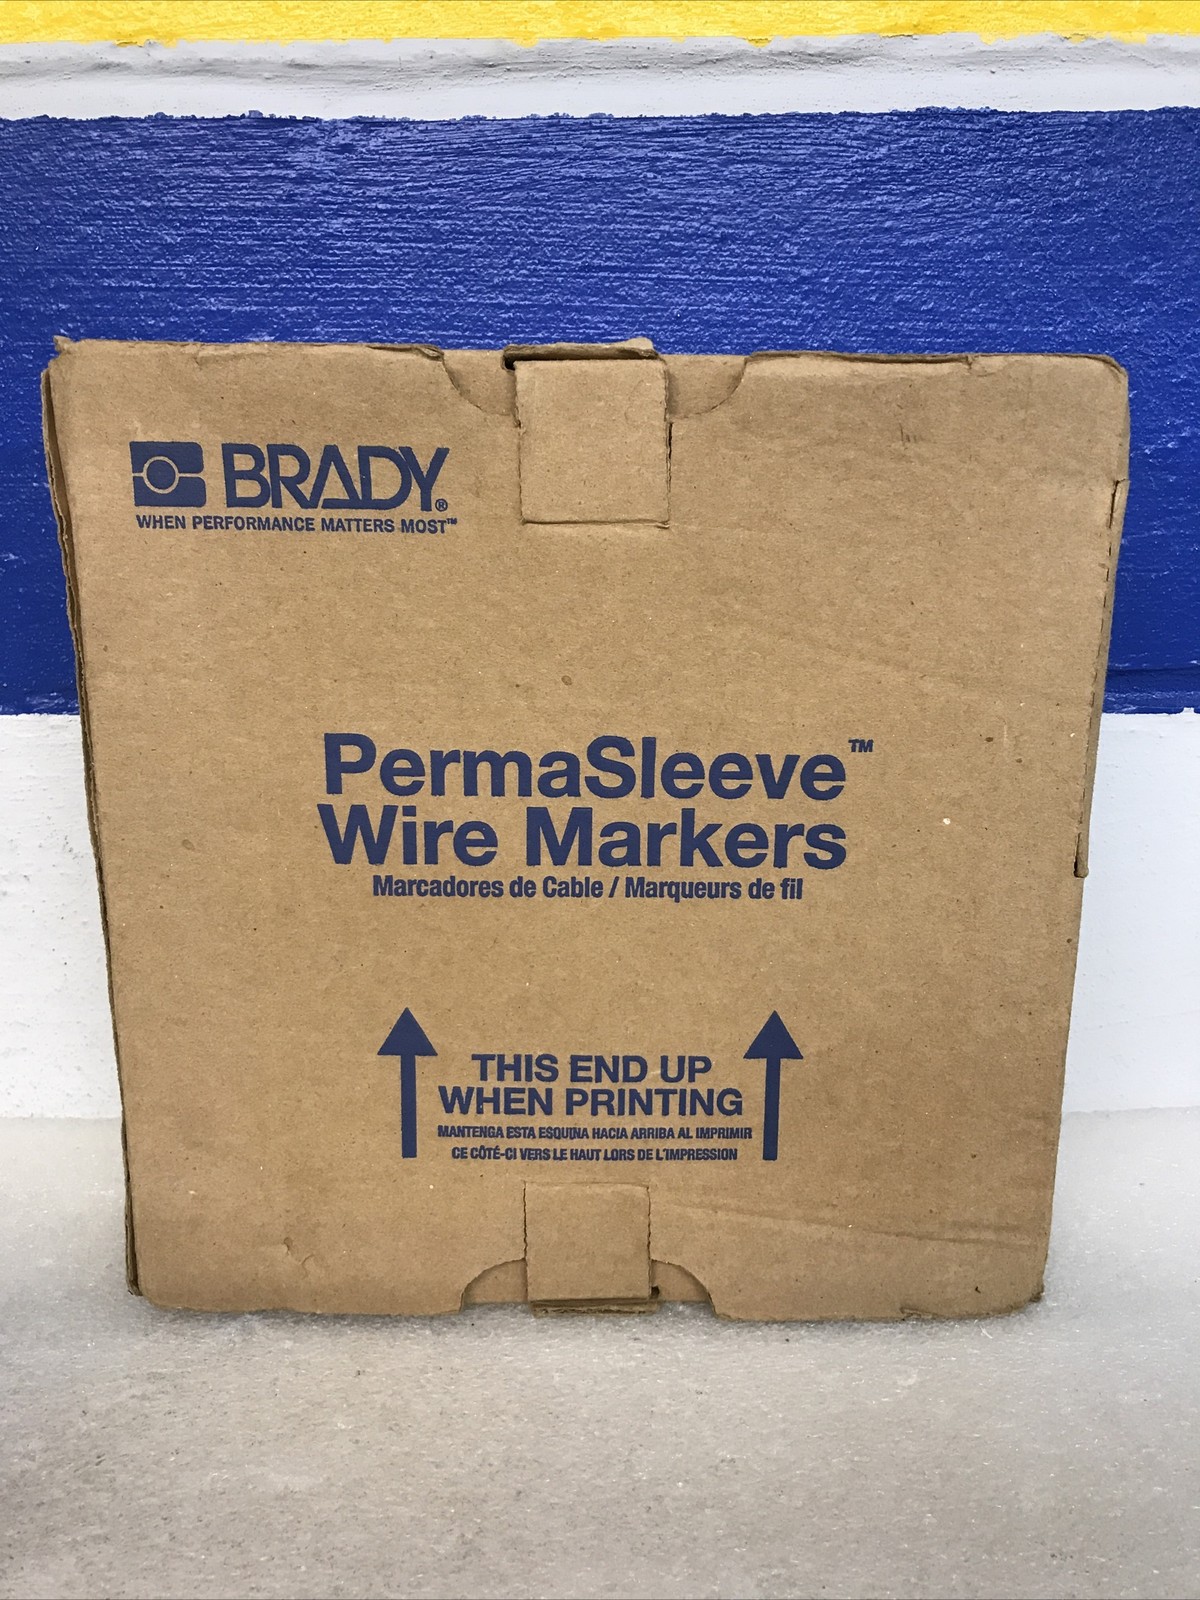 BRADY®
WHEN PERFORMANCE MATTERS MOST™
PermaSleeve™
Wire Markers
Marcadores de Cable / Marqueurs de fil
THIS END UP
WHEN PRINTING
MANTENGA ESTA ESQUINA HACIA ARRIBA AL IMPRIMIR
CE CÔTÉ-CI VERS LE HAUT LORS DE L'IMPRESSION